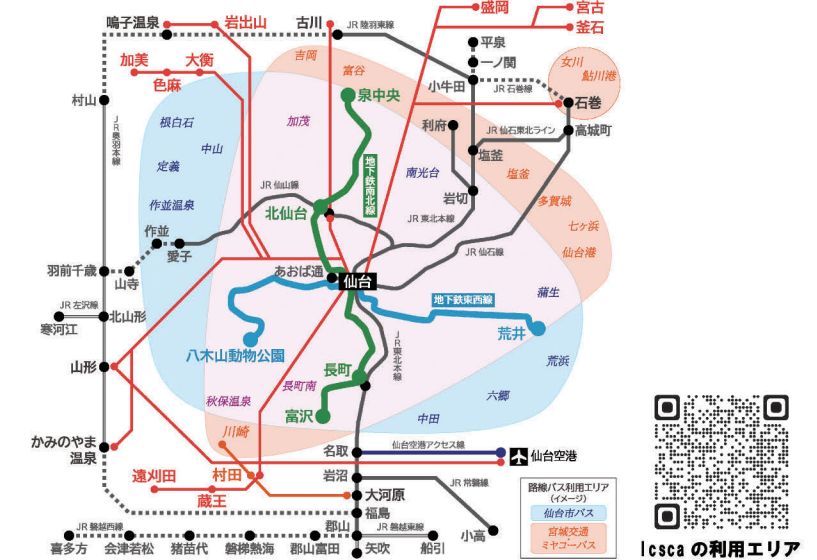 鳴子温泉
岩出山
古川
JR 陸羽東線
盛岡
宮古
釜石
平泉
一ノ関
女川
鮎川港
吉岡
富谷
加美
大衡
色麻
泉中央
小牛田
JR 石巻線
石巻
村山
JR奥羽本線
根白石
加茂
利府
JR 仙石東北ライン
高城町
中山
定義
地下鉄南北線
塩釜
南光台
塩釜
JR 仙山線
岩切
多賀城
作並温泉
北仙台
JR 東北本線
七ヶ浜
作並
愛子
JR 仙石線
仙台港
羽前千歳
山寺
あおば通
仙台
蒲生
JR 左沢線
地下鉄東西線
寒河江
北山形
荒井
JR東北本線
八木山動物公園
山形
長町
荒浜
長町南
秋保温泉
六郷
富沢
中田
川崎
かみのやま
温泉
名取
仙台空港アクセス線
仙台空港
遠刈田
村田
岩沼
JR 常磐線
蔵王
大河原
福島
路線バス利用エリア
(イメージ)
仙台市バス
宮城交通
ミヤコーバス
JR 磐越西線
郡山
JR 磐越東線
小高
喜多方
会津若松
猪苗代
磐梯熱海
郡山富田
矢吹
船引
Icscaの利用エリア